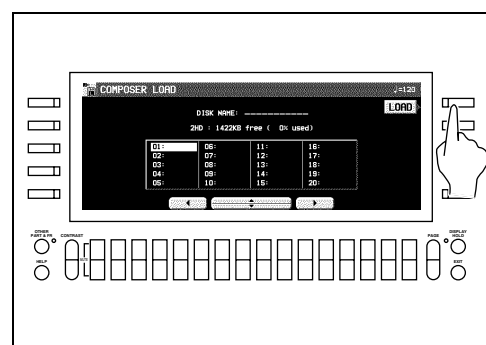 COMPOSER LOAD
♩=120
LOAD
DISK NAME: ____________
2HD : 1422KB free ( 0% used)
01: 06: 11: 16:
02: 07: 12: 17:
03: 08: 13: 18:
04: 09: 14: 19:
05: 10: 15: 20:
OTHER PART & FR
CONTRAST
PAGE
DISPLAY HOLD
HELP
MUTE
EXIT